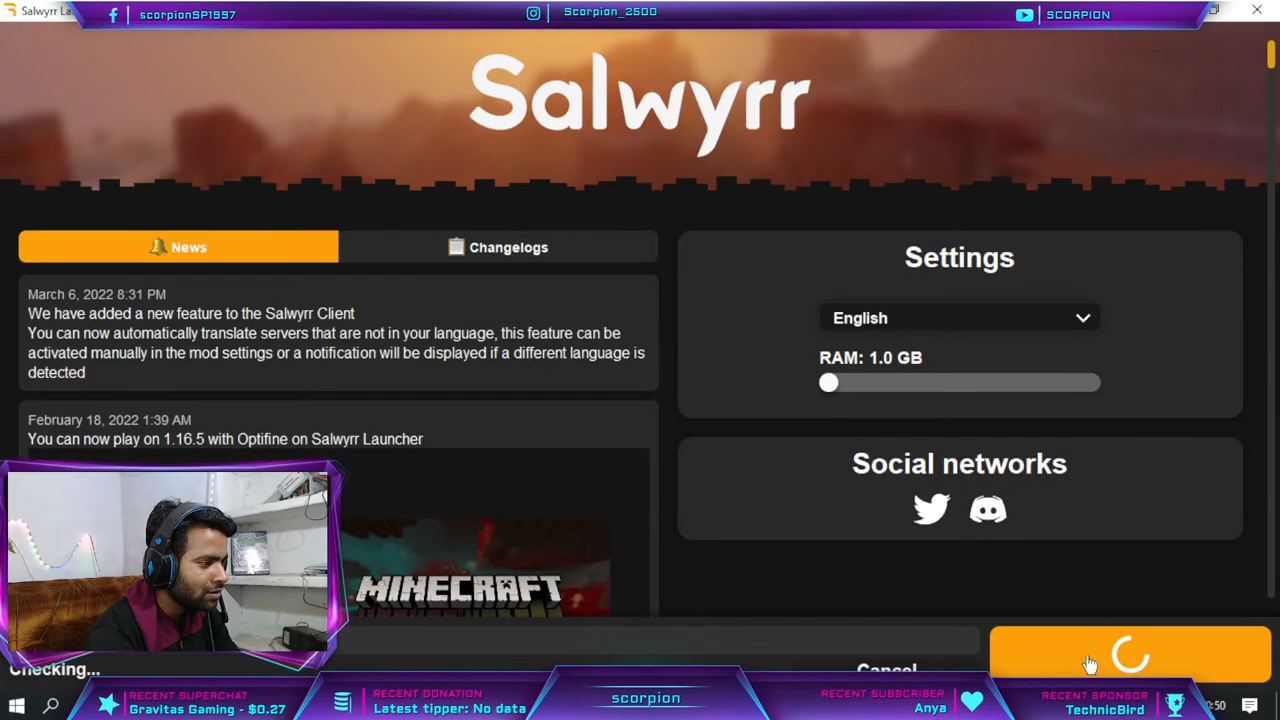 Salwyrr La
scorpionSP1997
Scorpion_2500
SCORPION
Salwyrr
News
Changelogs
Settings
March 6, 2022 8:31 PM
We have added a new feature to the Salwyrr Client
You can now automatically translate servers that are not in your language, this feature can be
activated manually in the mod settings or a notification will be displayed if a different language is
detected
English
RAM: 1.0 GB
February 18, 2022 1:39 AM
You can now play on 1.16.5 with Optifine on Salwyrr Launcher
Social networks
MINECRAFT
Checking...
Cancel
RECENT SUPERCHAT
Gravitas Gaming - $0.27
RECENT DONATION
Latest tipper: No data
scorpion
RECENT SUBSCRIBER
Anya
RECENT SPONSOR
TechnicBird
:50